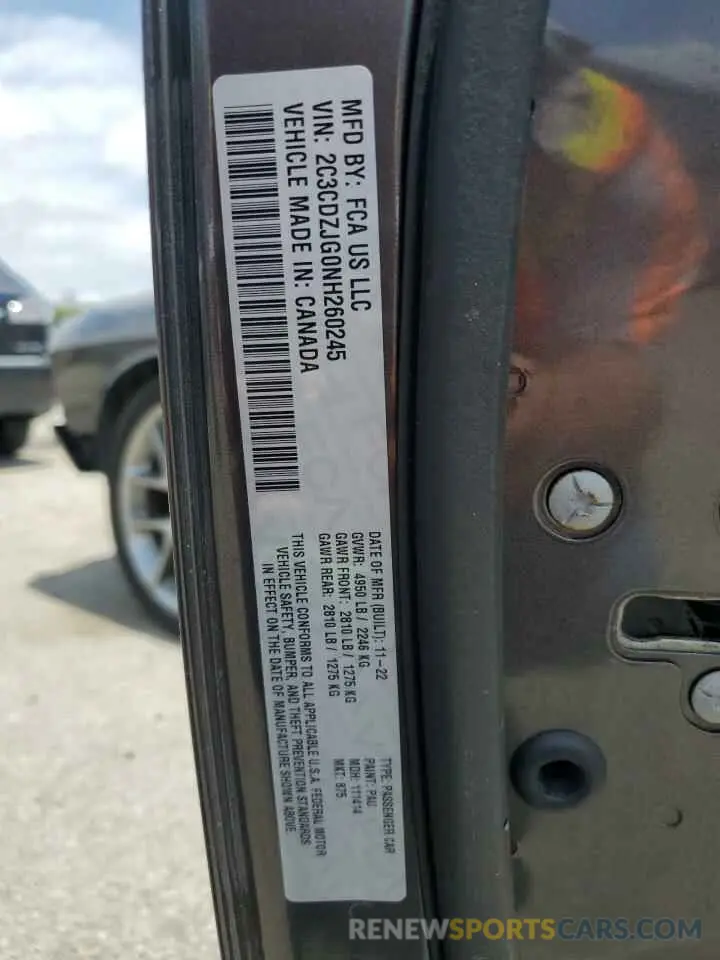 MFD BY: FCA US LLC
VIN: 2C3CDZJG0NH260245
VEHICLE MADE IN: CANADA
DATE OF MFR (BUILT): 11-22
GVWR: 4950 LB / 2246 KG
GAWR FRONT: 2810 LB / 1275 KG
GAWR REAR: 2810 LB / 1275 KG
THIS VEHICLE CONFORMS TO ALL APPLICABLE U.S.A. FEDERAL MOTOR
VEHICLE SAFETY, BUMPER, AND THEFT PREVENTION STANDARDS
IN EFFECT ON THE DATE OF MANUFACTURE SHOWN ABOVE.
TYPE: PASSENGER CAR
PAINT: PAU
MDH: 111414
MKT: 875
RENEWSPORTSCARS.COM